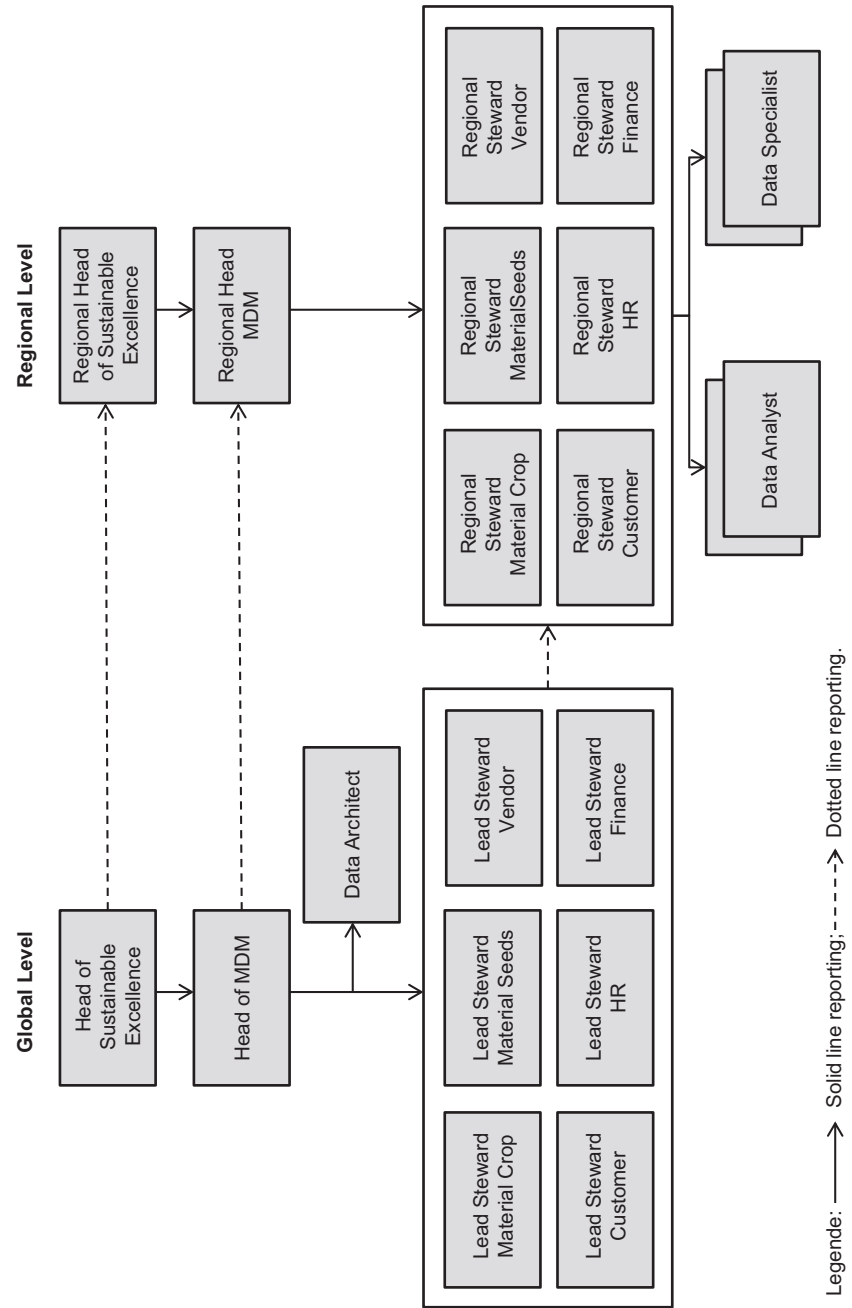 Global Level
Regional Level
Head of
Sustainable
Excellence
Regional Head
of Sustainable
Excellence
Head of MDM
Regional Head
MDM
Data Architect
Lead Steward
Material Crop
Lead Steward
Material Seeds
Lead Steward
Vendor
Lead Steward
Customer
Lead Steward
HR
Lead Steward
Finance
Regional
Steward
Material Crop
Regional
Steward
MaterialSeeds
Regional
Steward
Vendor
Regional
Steward
Customer
Regional
Steward
HR
Regional
Steward
Finance
Data Analyst
Data Specialist
Legende: Solid line reporting; Dotted line reporting.